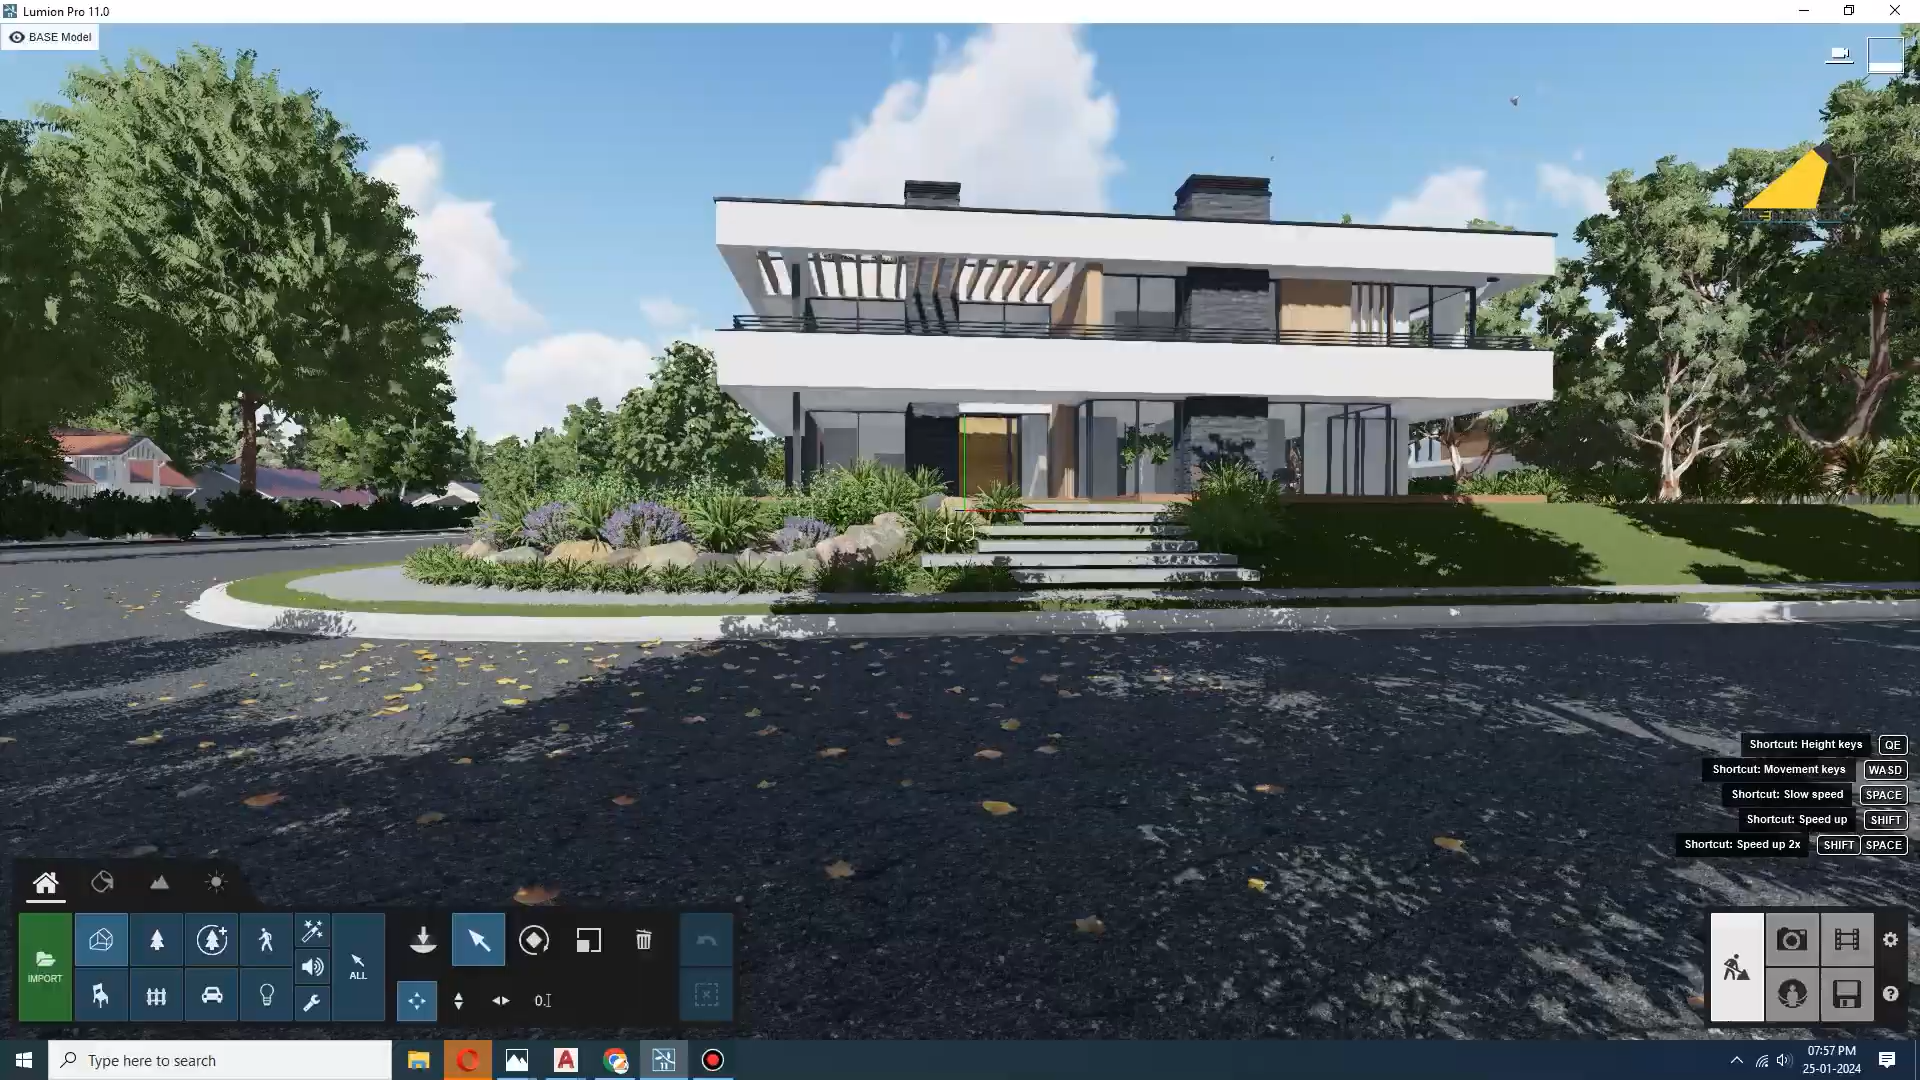 Lumion Pro 11.0
BASE Model
Shortcut: Height keys QE
Shortcut: Movement keys WASD
Shortcut: Slow speed SPACE
Shortcut: Speed up SHIFT
Shortcut: Speed up 2x SHIFT SPACE
IMPORT
ALL
0.
Type here to search
07:57 PM
25-01-2024